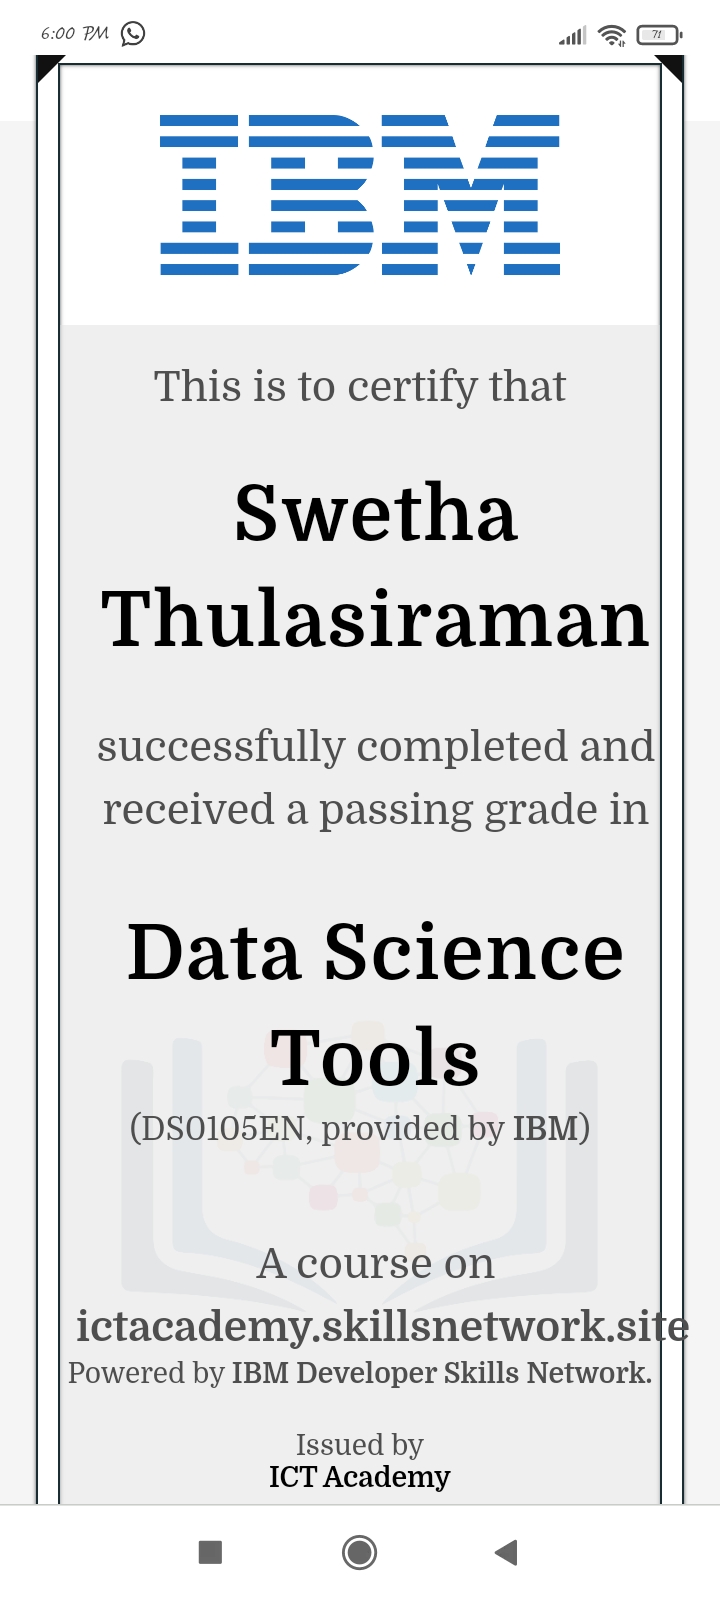 6:00 PM
71
IBM
This is to certify that
Swetha
Thulasiraman
successfully completed and
received a passing grade in
Data Science
Tools
(DS0105EN, provided by IBM)
A course on
ictacademy.skillsnetwork.site
Powered by IBM Developer Skills Network.
Issued by
ICT Academy